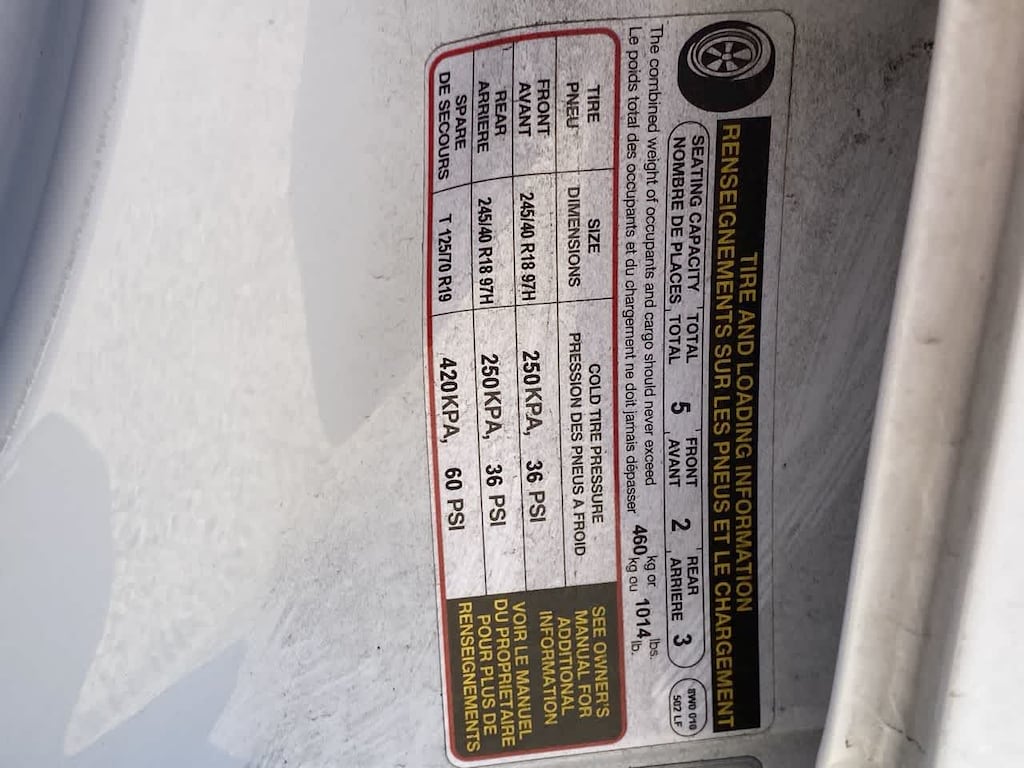 TIRE AND LOADING INFORMATION
RENSEIGNEMENTS SUR LES PNEUS ET LE CHARGEMENT
SEATING CAPACITY TOTAL 5 FRONT 2 REAR 3
NOMBRE DE PLACES TOTAL AVANT ARRIERE
8W0 010
502 LF
The combined weight of occupants and cargo should never exceed 460 kg or 1014 lbs.
Le poids total des occupants et du chargement ne doit jamais dépasser kg ou lb.
TIRE SIZE COLD TIRE PRESSURE
PNEU DIMENSIONS PRESSION DES PNEUS A FROID
FRONT 245/40 R18 97H 250KPA, 36 PSI
AVANT
REAR 245/40 R18 97H 250KPA, 36 PSI
ARRIERE
SPARE T 125/70 R19 420KPA, 60 PSI
DE SECOURS
SEE OWNER'S
MANUAL FOR
ADDITIONAL
INFORMATION
VOIR LE MANUEL
DU PROPRIETAIRE
POUR PLUS DE
RENSEIGNEMENTS